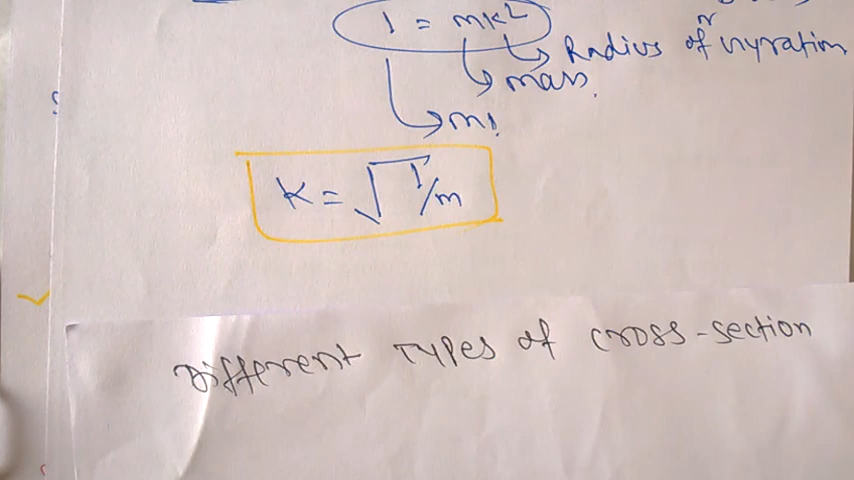 I = mk²
Radius of Gyration
mass.
m I.
K = √I/m
Different Types of cross-section